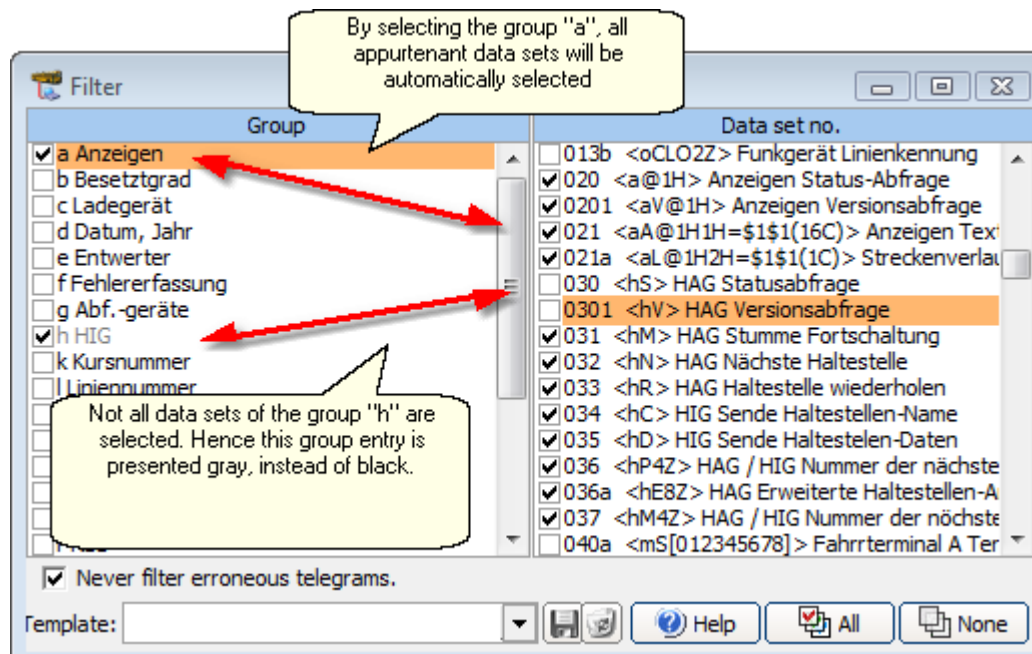 By selecting the group "a", all
appurtenant data sets will be
automatically selected
Filter
Group
a Anzeigen
b Besetztgrad
c Ladegerät
d Datum, Jahr
e Entwerter
f Fehlererfassung
g Abf.-geräte
h HIG
k Kursnummer
l Liniennummer
Not all data sets of the group "h" are
selected. Hence this group entry is
presented gray, instead of black.
Data set no.
013b <oCLO2Z> Funkgerät Linienkennung
020 <a@1H> Anzeigen Status-Abfrage
0201 <aV@1H> Anzeigen Versionsabfrage
021 <aA@1H1H=$1$1(16C)> Anzeigen Text
021a <aL@1H2H=$1$1(1C)> Streckenverlau
030 <hS> HAG Statusabfrage
0301 <hV> HAG Versionsabfrage
031 <hM> HAG Stumme Fortschaltung
032 <hN> HAG Nächste Haltestelle
033 <hR> HAG Haltestelle wiederholen
034 <hC> HIG Sende Haltestellen-Name
035 <hD> HIG Sende Haltestelen-Daten
036 <hP4Z> HAG / HIG Nummer der nächste
036a <hE8Z> HAG Erweiterte Haltestellen-A
037 <hM4Z> HAG / HIG Nummer der nöchste
040a <mS[012345678]> Fahrrterminal A Ter
Never filter erroneous telegrams.
Template:
Help
All
None